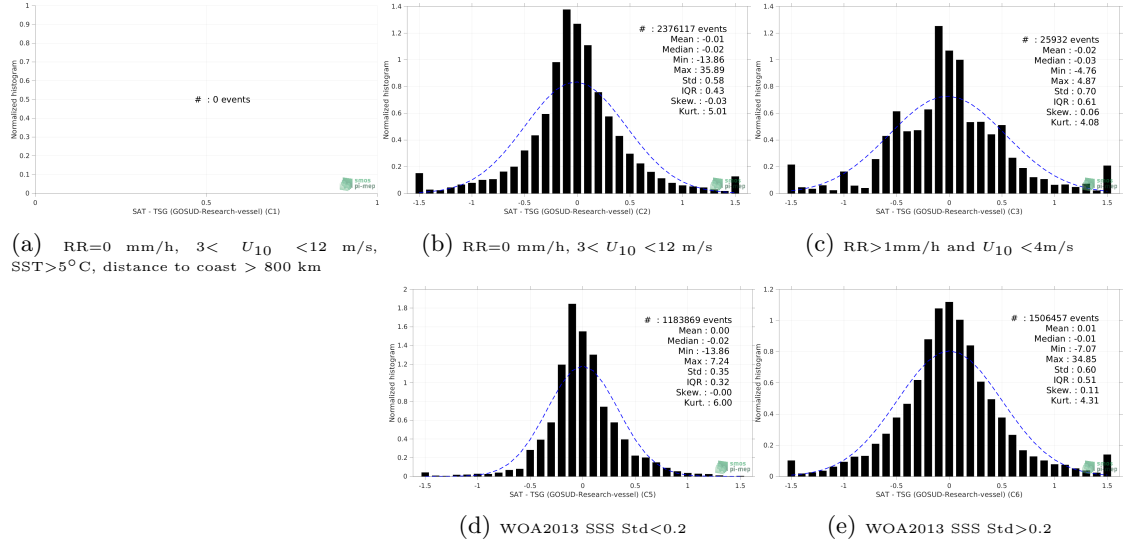 1
0.9
0.8
0.7
0.6
0.5
0.4
0.3
0.2
0.1
0
Normalized histogram
# : 0 events
smos
pi-mep
0 0.5 1
SAT - TSG (GOSUD-Research-vessel) (C1)
(a) RR=0 mm/h, 3< U10 <12 m/s,
SST>5°C, distance to coast > 800 km
1.4
1.2
1
0.8
0.6
0.4
0.2
0
Normalized histogram
# : 2376117 events
Mean : -0.01
Median : -0.02
Min : -13.86
Max : 35.89
Std : 0.58
IQR : 0.43
Skew. : -0.03
Kurt. : 5.01
smos
pi-mep
-1.5 -1 -0.5 0 0.5 1 1.5
SAT - TSG (GOSUD-Research-vessel) (C2)
(b) RR=0 mm/h, 3< U10 <12 m/s
1.4
1.2
1
0.8
0.6
0.4
0.2
0
Normalized histogram
# : 25932 events
Mean : -0.02
Median : -0.03
Min : -4.76
Max : 4.87
Std : 0.70
IQR : 0.61
Skew. : 0.06
Kurt. : 4.08
smos
pi-mep
-1.5 -1 -0.5 0 0.5 1 1.5
SAT - TSG (GOSUD-Research-vessel) (C3)
(c) RR>1mm/h and U10 <4m/s
2
1.8
1.6
1.4
1.2
1
0.8
0.6
0.4
0.2
0
Normalized histogram
# : 1183869 events
Mean : 0.00
Median : -0.02
Min : -13.86
Max : 7.24
Std : 0.35
IQR : 0.32
Skew. : -0.00
Kurt. : 6.00
smos
pi-mep
-1.5 -1 -0.5 0 0.5 1 1.5
SAT - TSG (GOSUD-Research-vessel) (C5)
(d) WOA2013 SSS Std<0.2
1.2
1
0.8
0.6
0.4
0.2
0
Normalized histogram
# : 1506457 events
Mean : 0.01
Median : -0.01
Min : -7.07
Max : 34.85
Std : 0.60
IQR : 0.51
Skew. : 0.11
Kurt. : 4.31
smos
pi-mep
-1.5 -1 -0.5 0 0.5 1 1.5
SAT - TSG (GOSUD-Research-vessel) (C6)
(e) WOA2013 SSS Std>0.2